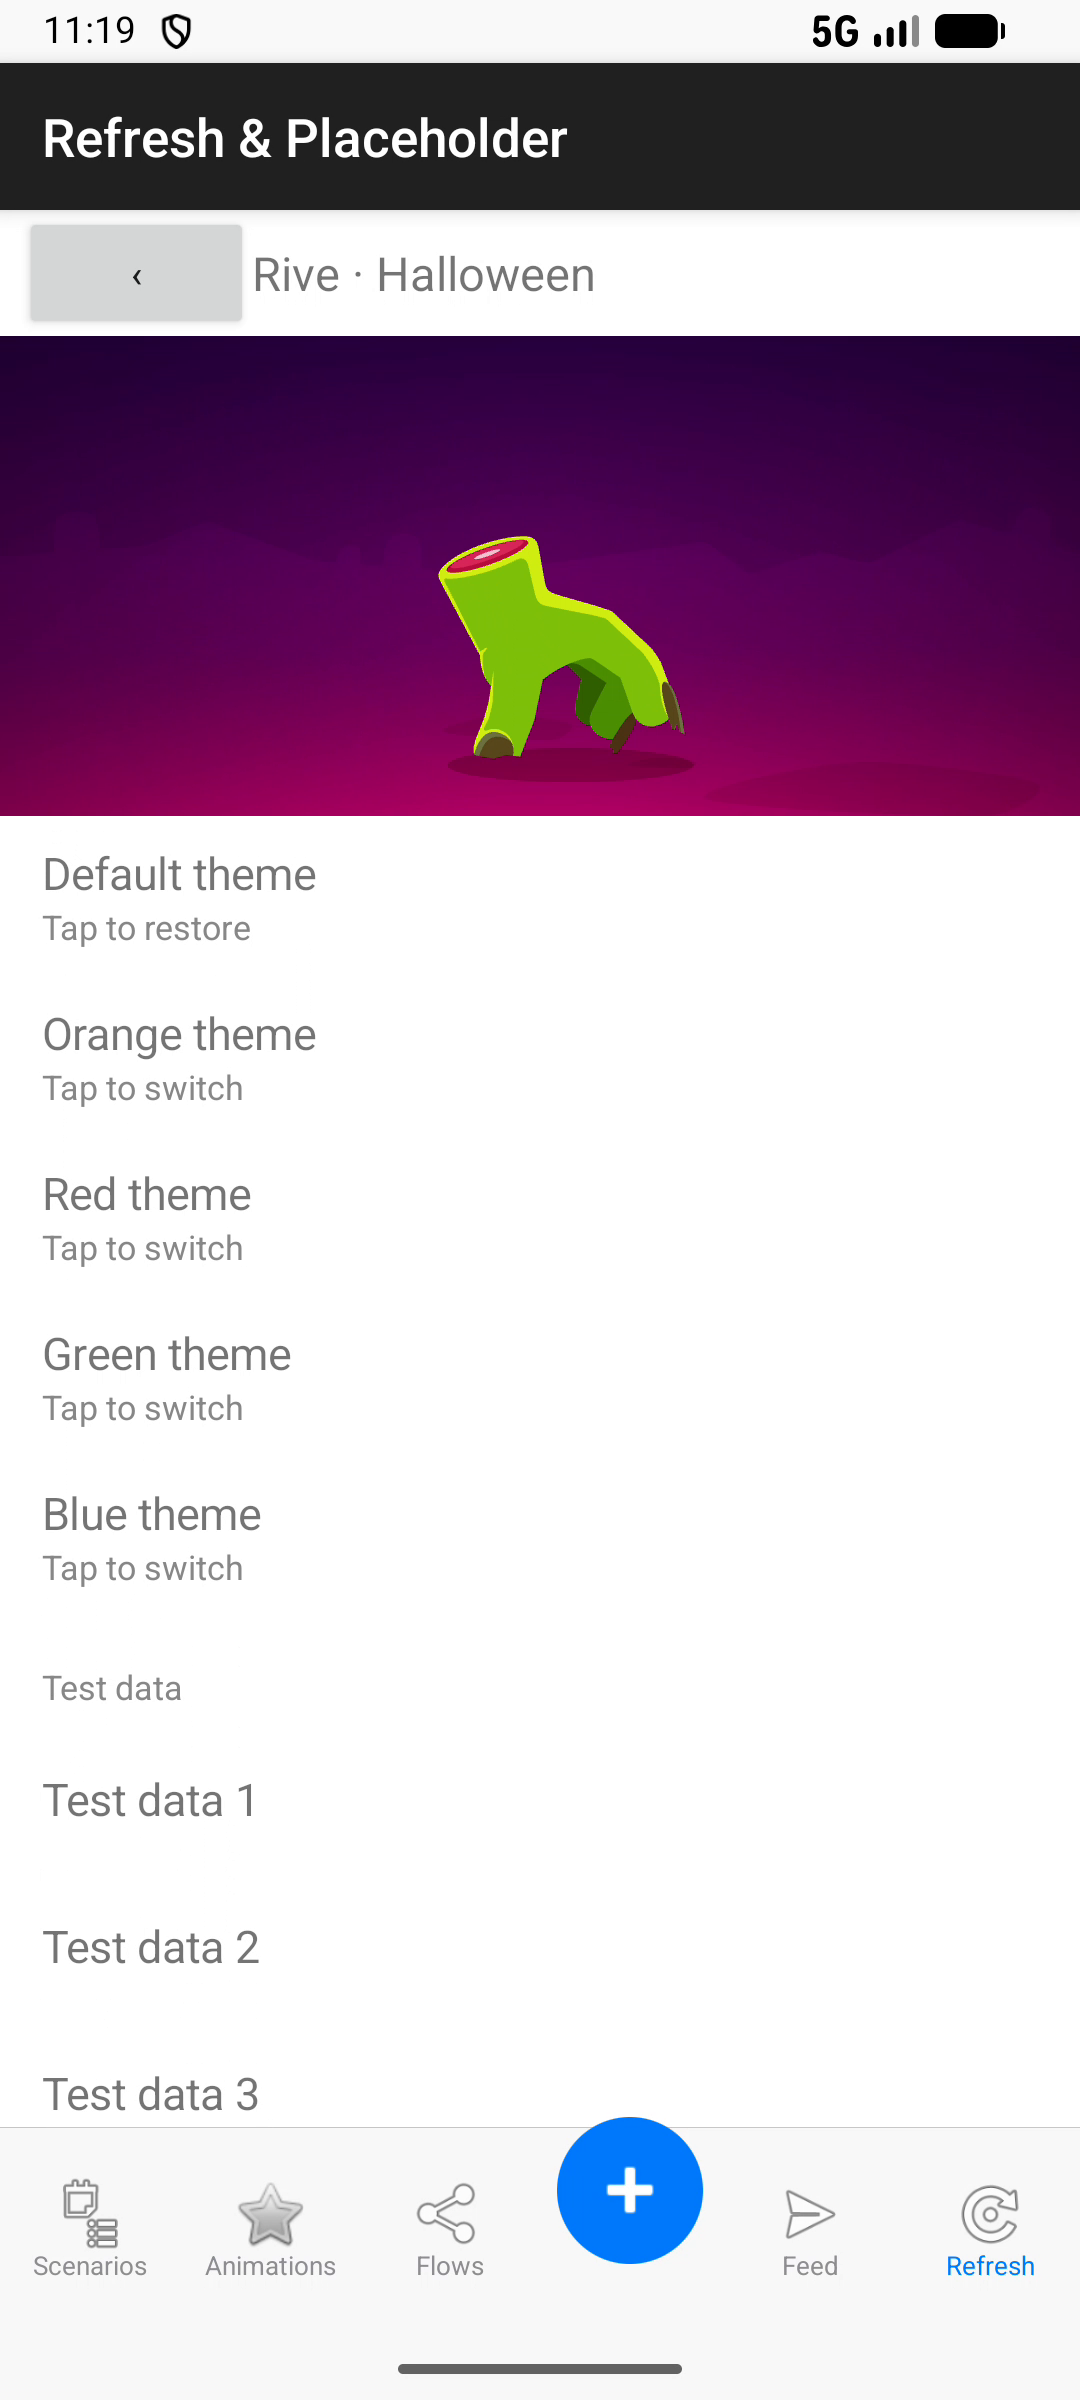 11:19
5G
Refresh & Placeholder
‹
Rive · Halloween
Default theme
Tap to restore
Orange theme
Tap to switch
Red theme
Tap to switch
Green theme
Tap to switch
Blue theme
Tap to switch
Test data
Test data 1
Test data 2
Test data 3
Scenarios
Animations
Flows
Feed
Refresh